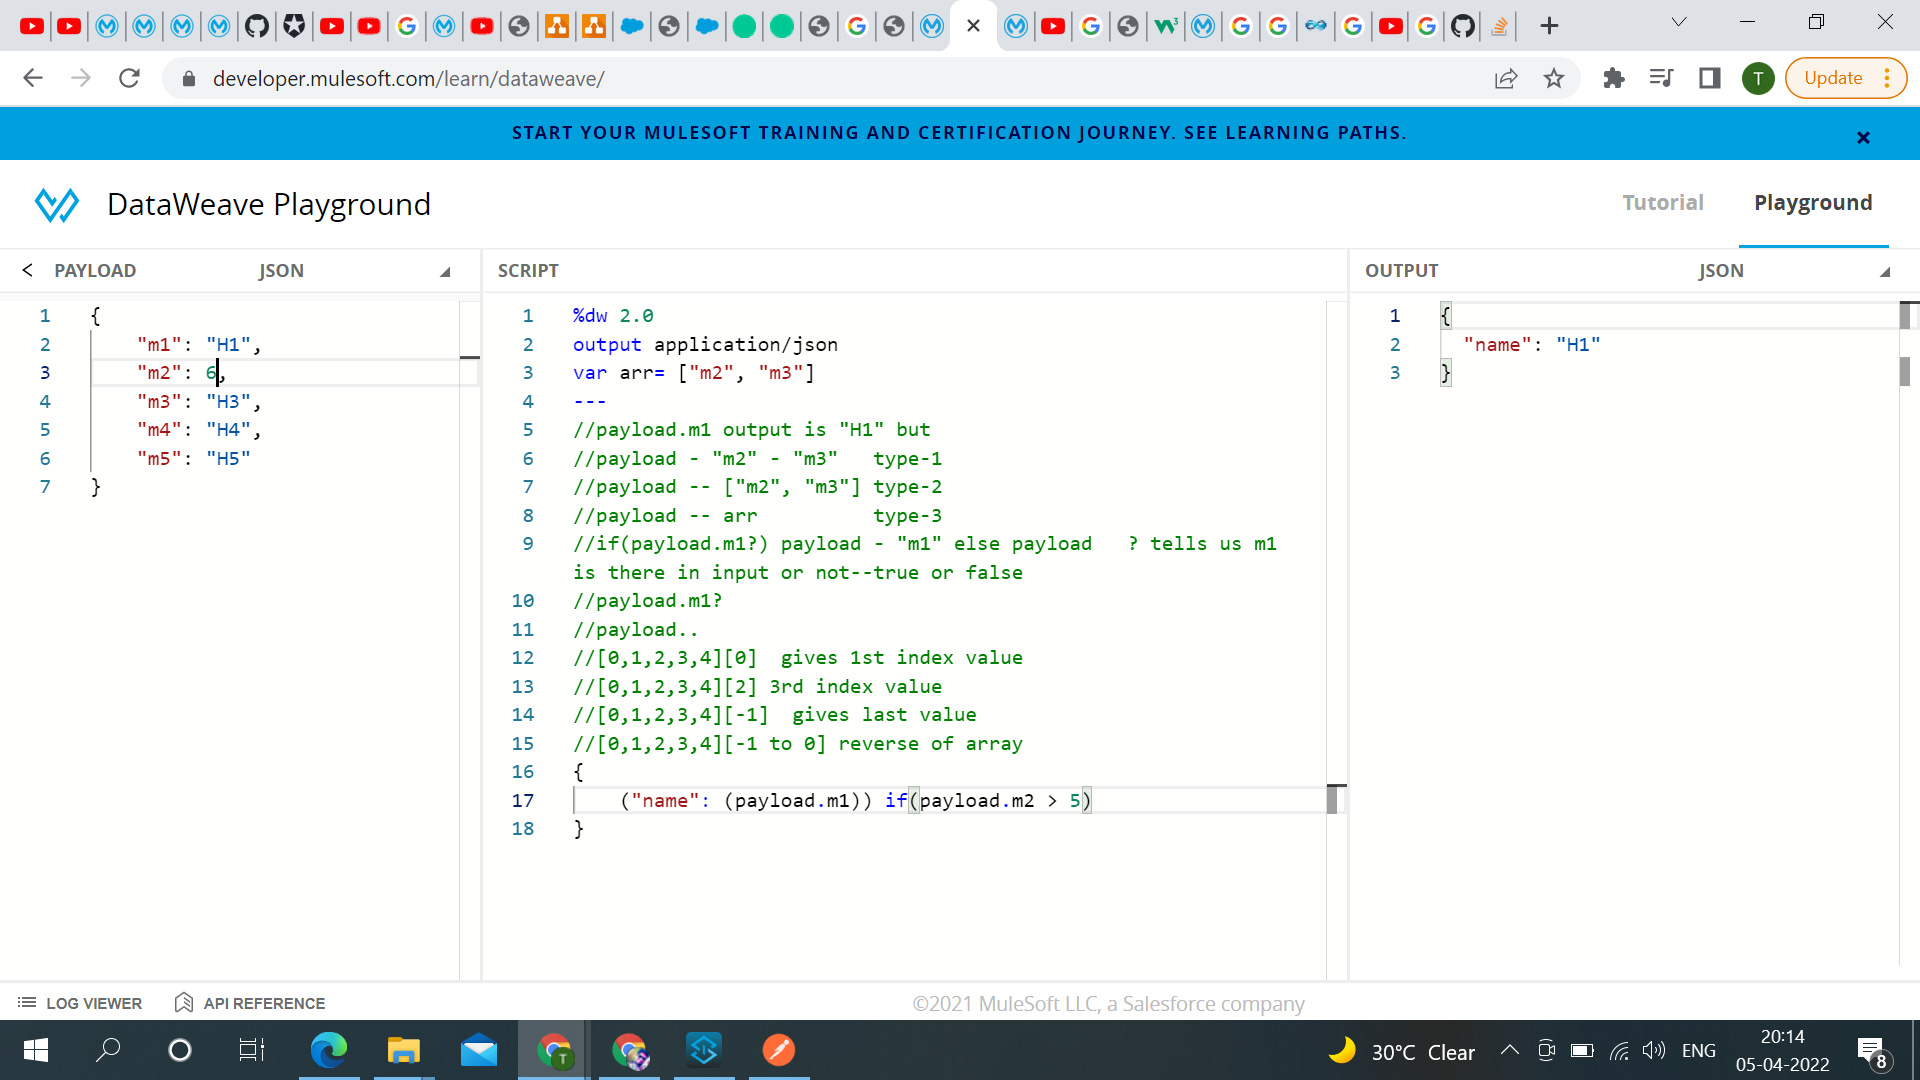 developer.mulesoft.com/learn/dataweave/
T
Update
START YOUR MULESOFT TRAINING AND CERTIFICATION JOURNEY. SEE LEARNING PATHS.
DataWeave Playground
Tutorial
Playground
PAYLOAD JSON
1 {
2 "m1": "H1",
3 "m2": 6,
4 "m3": "H3",
5 "m4": "H4",
6 "m5": "H5"
7 }
SCRIPT
1 %dw 2.0
2 output application/json
3 var arr= ["m2", "m3"]
4 ---
5 //payload.m1 output is "H1" but
6 //payload - "m2" - "m3" type-1
7 //payload -- ["m2", "m3"] type-2
8 //payload -- arr type-3
9 //if(payload.m1?) payload - "m1" else payload ? tells us m1
is there in input or not--true or false
10 //payload.m1?
11 //payload..
12 //[0,1,2,3,4][0] gives 1st index value
13 //[0,1,2,3,4][2] 3rd index value
14 //[0,1,2,3,4][-1] gives last value
15 //[0,1,2,3,4][-1 to 0] reverse of array
16 {
17 ("name": (payload.m1)) if(payload.m2 > 5)
18 }
OUTPUT JSON
1 {
2 "name": "H1"
3 }
LOG VIEWER
API REFERENCE
©2021 MuleSoft LLC, a Salesforce company
T
30°C Clear
ENG
20:14
05-04-2022
8